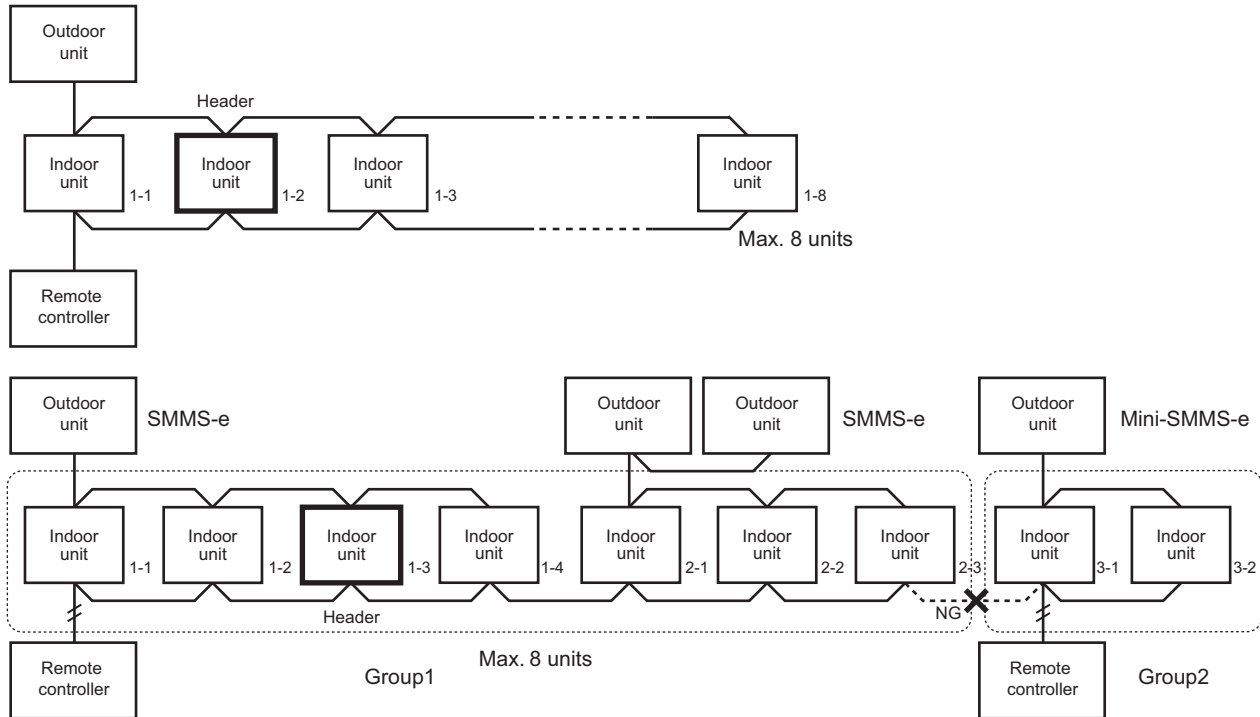 Outdoor
unit
Header
Indoor
unit
1-1
Indoor
unit
1-2
Indoor
unit
1-3
Indoor
unit
1-8
Max. 8 units
Remote
controller
Outdoor
unit
SMMS-e
Outdoor
unit
Outdoor
unit
SMMS-e
Outdoor
unit
Mini-SMMS-e
Indoor
unit
1-1
Indoor
unit
1-2
Indoor
unit
1-3
Indoor
unit
1-4
Indoor
unit
2-1
Indoor
unit
2-2
Indoor
unit
2-3
Indoor
unit
3-1
Indoor
unit
3-2
Header
NG
Remote
controller
Group1
Max. 8 units
Remote
controller
Group2